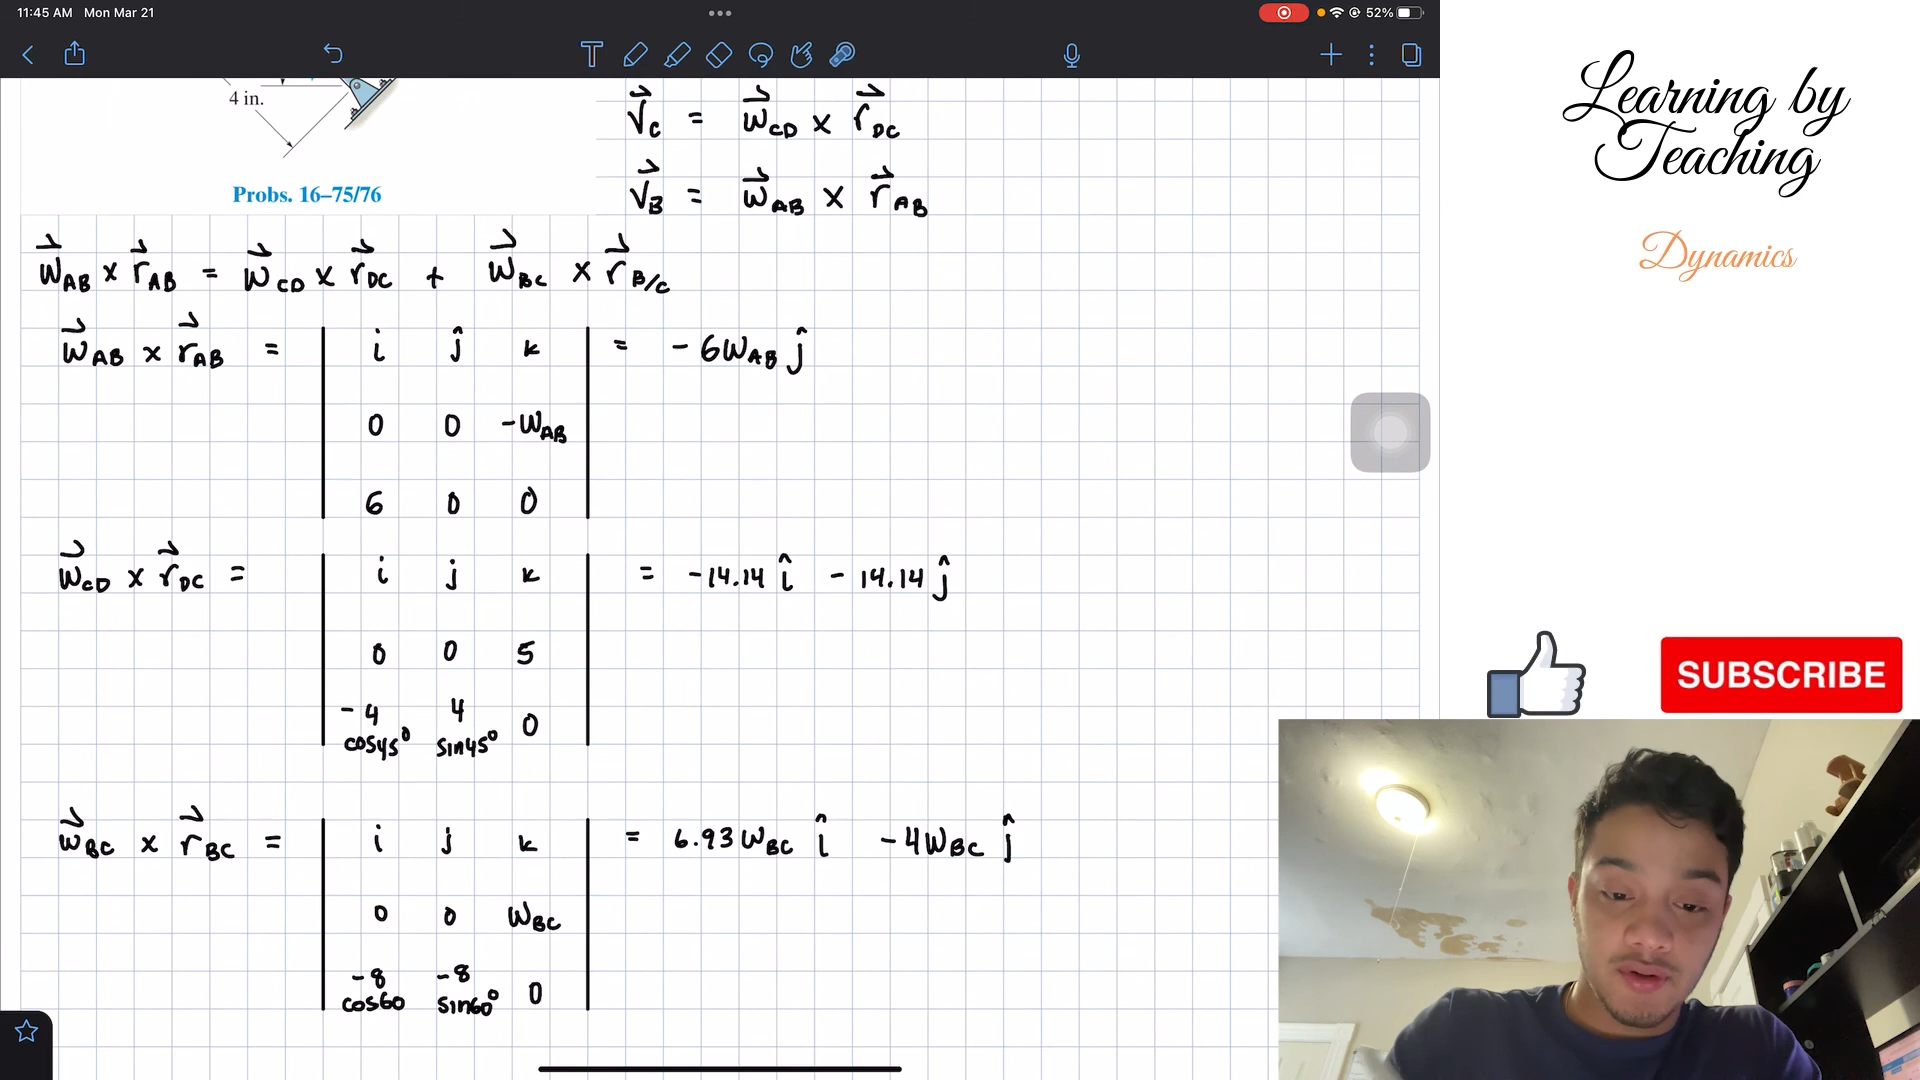 11:45 AM Mon Mar 21
52%
4 in.
Probs. 16–75/76
V⃗C = w⃗CD x r⃗DC
V⃗B = w⃗AB x r⃗AB
w⃗AB x r⃗AB = w⃗CD x r⃗DC + w⃗BC x r⃗B/C
w⃗AB x r⃗AB = | i ĵ k | = - 6wAB ĵ
0 0 -wAB
6 0 0
w⃗CD x r⃗DC = | i j k | = -14.14 î - 14.14 ĵ
0 0 5
-4 cos45° 4 sin45° 0
w⃗BC x r⃗BC = | i j k | = 6.93wBC î - 4wBC ĵ
0 0 wBC
-8 cos60 -8 sin60° 0
Learning by
Teaching
Dynamics
SUBSCRIBE